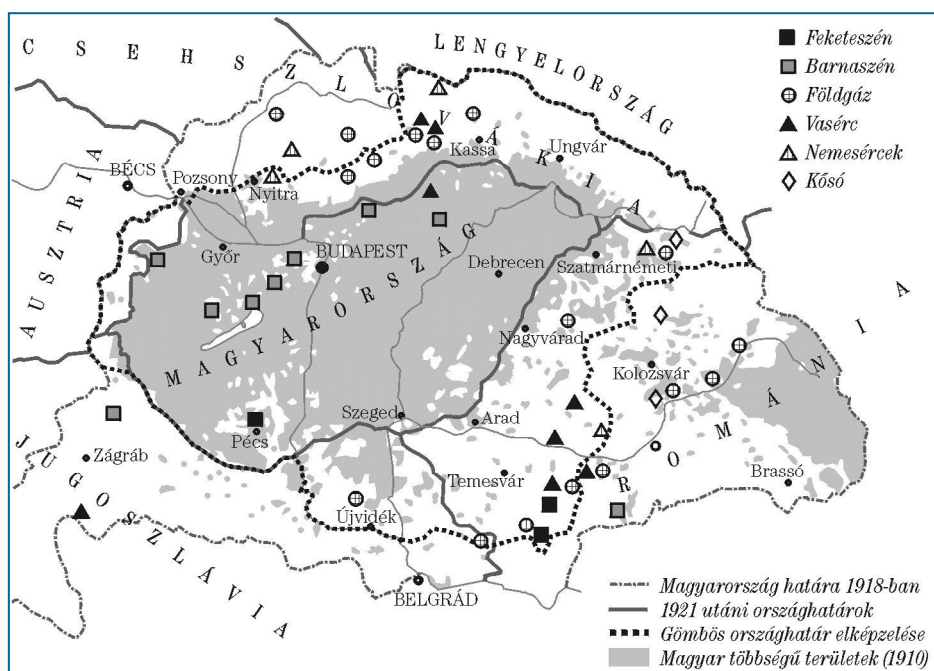 CSEHSZLOVÁKIA
LENGYELORSZÁG
AUSZTRIA
MAGYARORSZÁG
ROMÁNIA
JUGOSZLÁVIA
Feketeszén
Barnaszén
Földgáz
Vasérc
Nemesércek
Kősó
BÉCS
Pozsony
Nyitra
Kassa
Ungvár
Győr
BUDAPEST
Debrecen
Szatmárnémeti
Nagyvárad
Kolozsvár
Szeged
Arad
Pécs
Zágráb
Temesvár
Brassó
Újvidék
BELGRÁD
Magyarország határa 1918-ban
1921 utáni országhatárok
Gömbös országhatár elképzelése
Magyar többségű területek (1910)